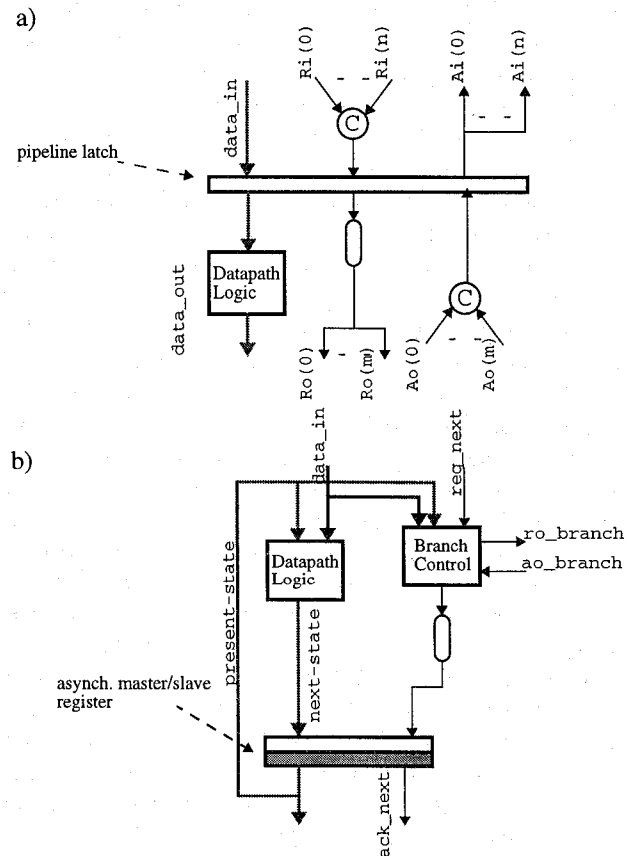 a)
Ri(0)
- -
Ri(n)
Ai(0)
- -
Ai(n)
data_in
C
pipeline latch
Datapath
Logic
data_out
C
Ro(0)
-
Ro(m)
Ao(0)
- -
Ao(m)
b)
data_in
req_next
present-state
Datapath
Logic
Branch
Control
ro_branch
ao_branch
next-state
asynch. master/slave
register
ack_next